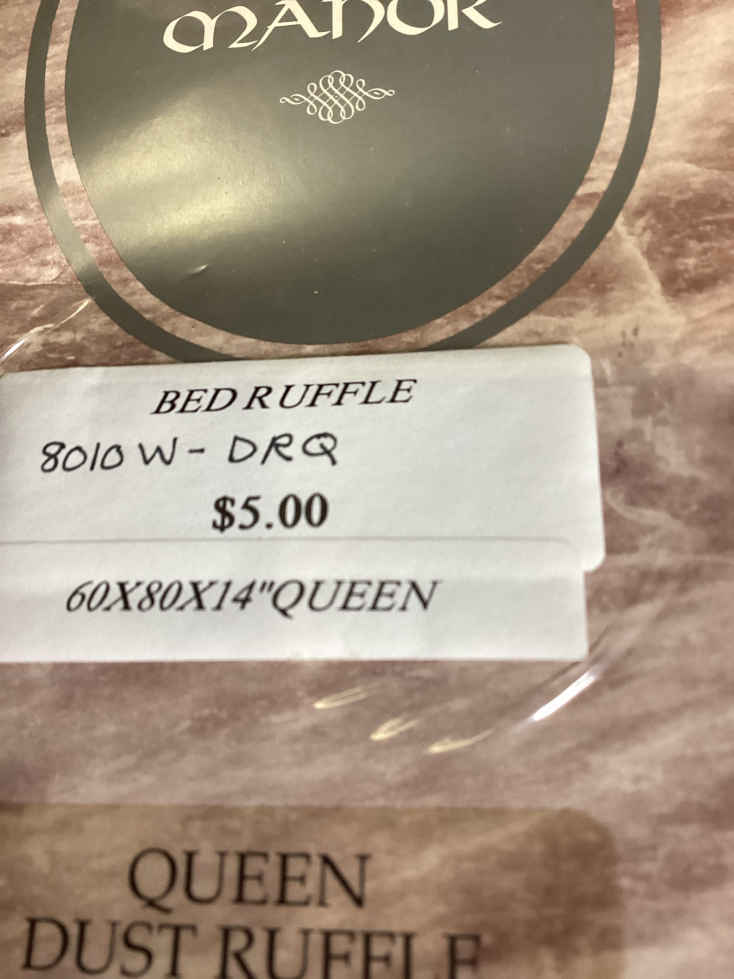 MANOR
BED RUFFLE
8010 W - DRQ
$5.00
60X80X14"QUEEN
QUEEN
DUST RUFFLE